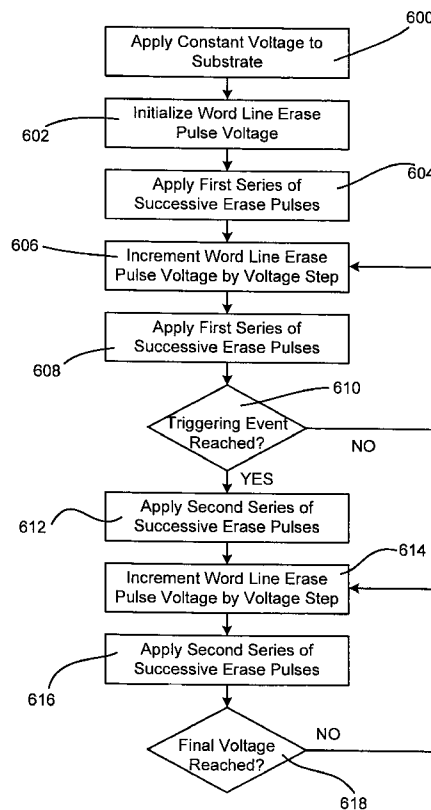 600
Apply Constant Voltage to
Substrate
602
Initialize Word Line Erase
Pulse Voltage
604
Apply First Series of
Successive Erase Pulses
606
Increment Word Line Erase
Pulse Voltage by Voltage Step
608
Apply First Series of
Successive Erase Pulses
610
Triggering Event
Reached?
NO
YES
612
Apply Second Series of
Successive Erase Pulses
614
Increment Word Line Erase
Pulse Voltage by Voltage Step
616
Apply Second Series of
Successive Erase Pulses
NO
Final Voltage
Reached?
618